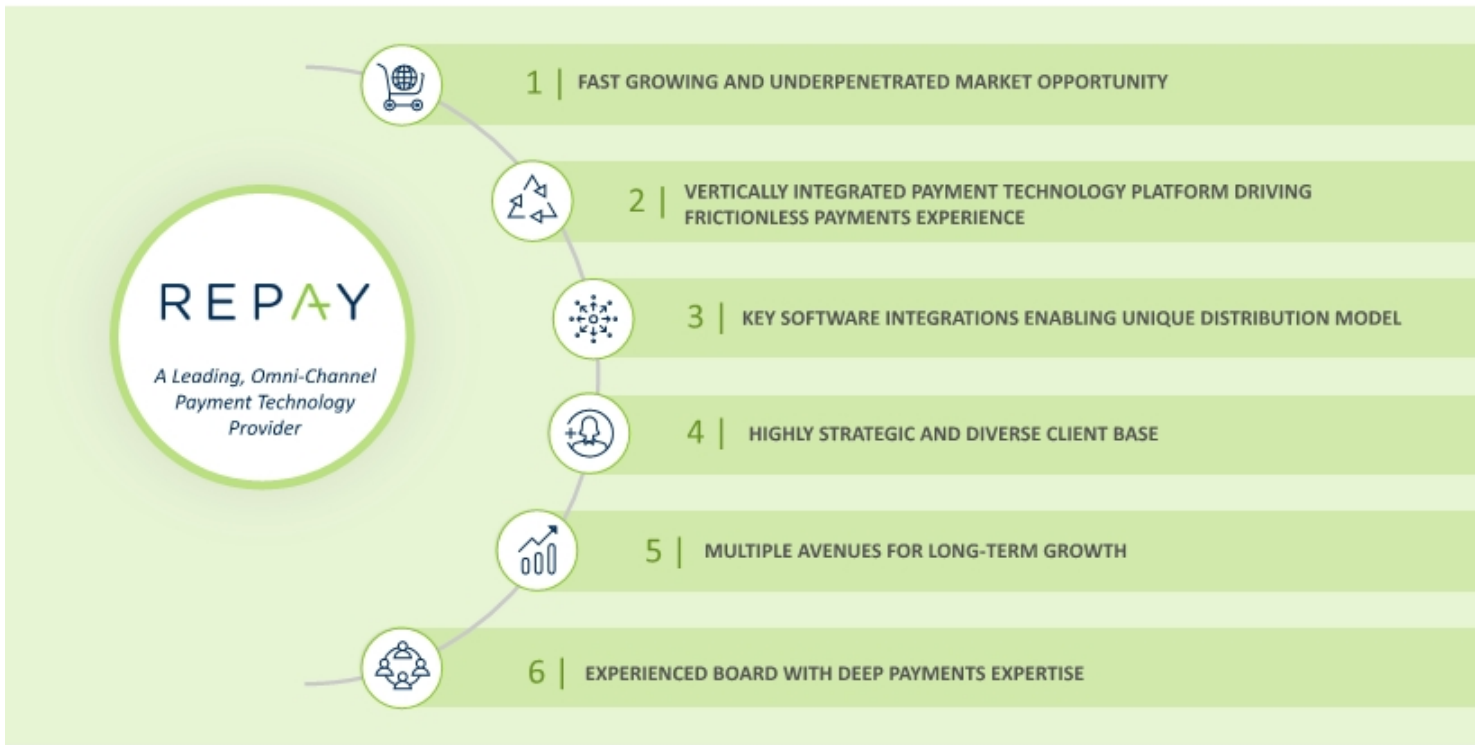 REPAY
A Leading, Omni-Channel
Payment Technology
Provider
1 | FAST GROWING AND UNDERPENETRATED MARKET OPPORTUNITY
2 | VERTICALLY INTEGRATED PAYMENT TECHNOLOGY PLATFORM DRIVING
FRICTIONLESS PAYMENTS EXPERIENCE
3 | KEY SOFTWARE INTEGRATIONS ENABLING UNIQUE DISTRIBUTION MODEL
4 | HIGHLY STRATEGIC AND DIVERSE CLIENT BASE
5 | MULTIPLE AVENUES FOR LONG-TERM GROWTH
6 | EXPERIENCED BOARD WITH DEEP PAYMENTS EXPERTISE